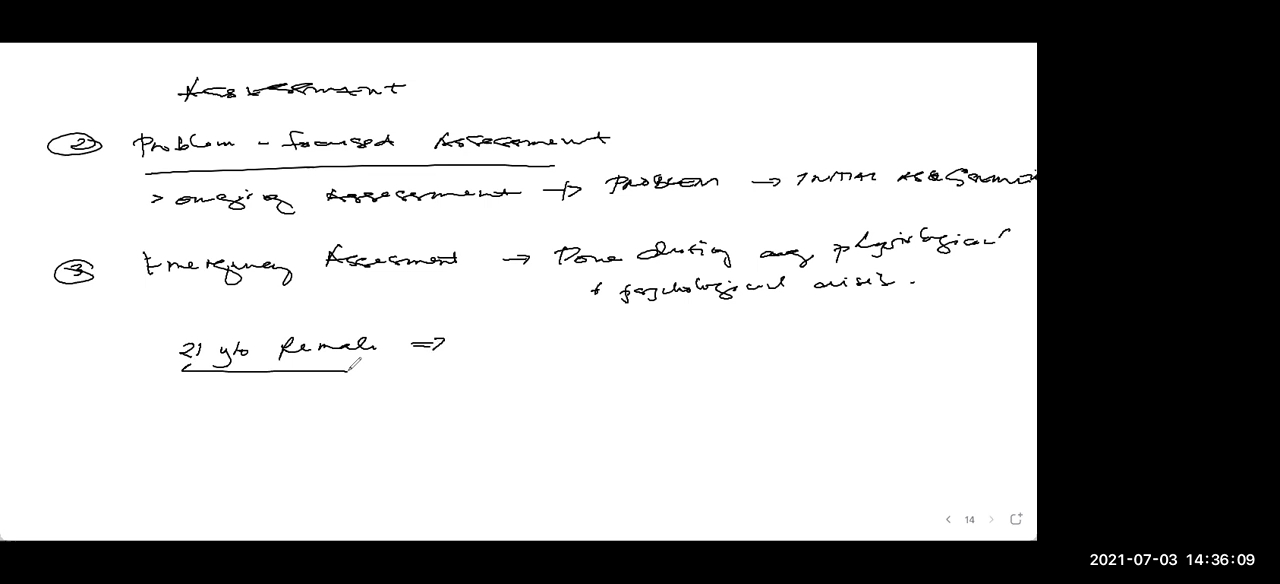 Assessment
② Problem - focused Assessment
> ongoing Assessment → PROBLEM → INITIAL ASSESSMEN
③ Emergency Assessment → Done during any physiological
+ psychological crisis.
21 y/o female ⇒
< 14 >
2021-07-03 14:36:09